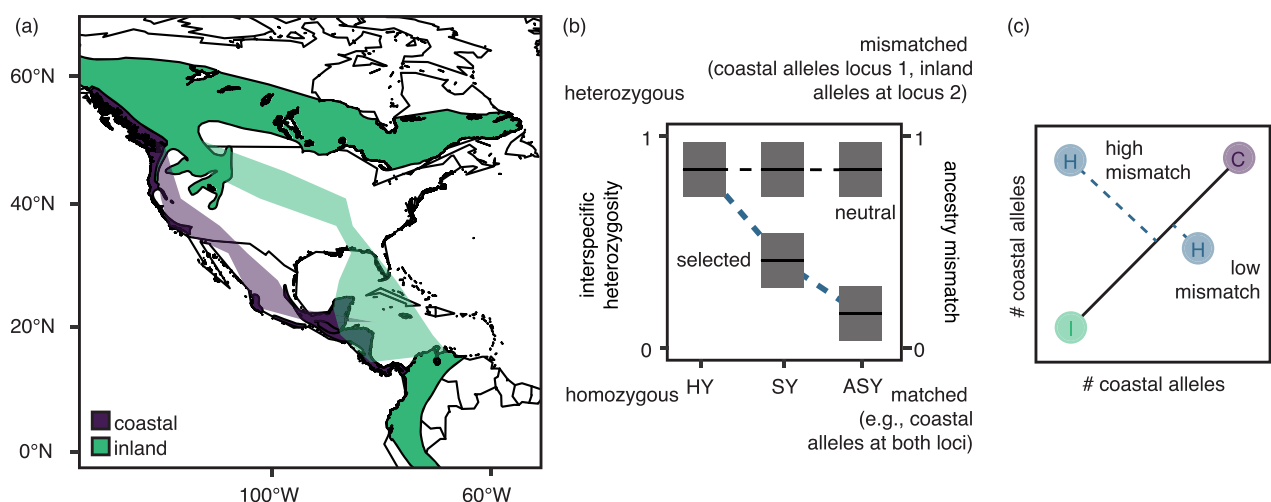 (a)
60°N
40°N
20°N
0°N
coastal
inland
100°W
60°W
(b)
mismatched
(coastal alleles locus 1, inland
alleles at locus 2)
heterozygous
1
1
interspecific
heterozygosity
ancestry mismatch
neutral
selected
0
0
homozygous
HY
SY
ASY
matched
(e.g., coastal
alleles at both loci)
(c)
H
high
mismatch
C
# coastal alleles
H
low
mismatch
I
# coastal alleles